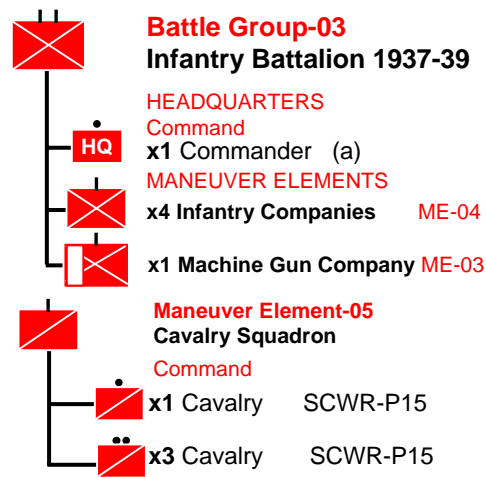 Battle Group-03
Infantry Battalion 1937-39
HEADQUARTERS
Command
HQ
x1 Commander (a)
MANEUVER ELEMENTS
x4 Infantry Companies ME-04
x1 Machine Gun Company ME-03
Maneuver Element-05
Cavalry Squadron
Command
x1 Cavalry SCWR-P15
x3 Cavalry SCWR-P15